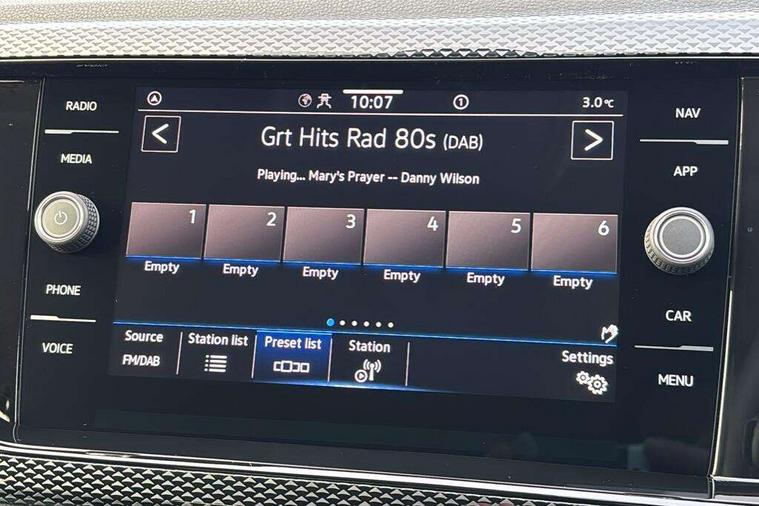 RADIO
MEDIA
PHONE
VOICE
10:07
1
3.0°C
< Grt Hits Rad 80s (DAB) >
Playing... Mary's Prayer -- Danny Wilson
1 2 3 4 5 6
Empty Empty Empty Empty Empty Empty
Source Station list Preset list Station Settings
FM/DAB
NAV
APP
CAR
MENU